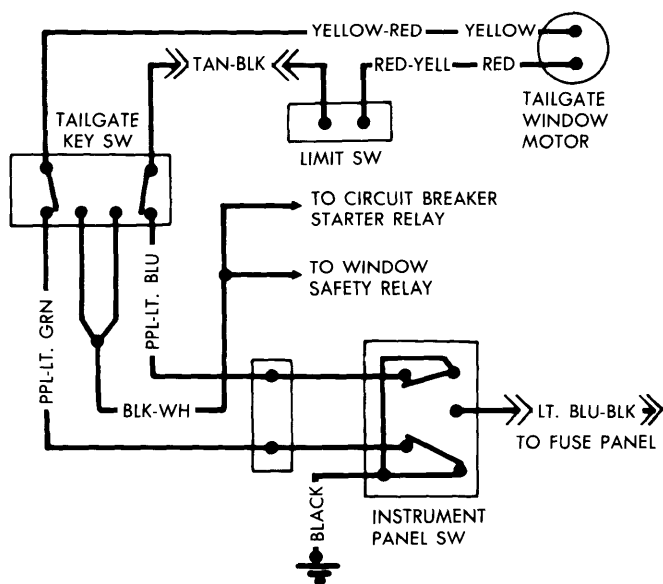 YELLOW-RED YELLOW
TAN-BLK
RED-YELL RED
TAILGATE
KEY SW
LIMIT SW
TAILGATE
WINDOW
MOTOR
TO CIRCUIT BREAKER
STARTER RELAY
TO WINDOW
SAFETY RELAY
PPL-LT. GRN
PPL-LT. BLU
BLK-WH
LT. BLU-BLK
TO FUSE PANEL
BLACK
INSTRUMENT
PANEL SW